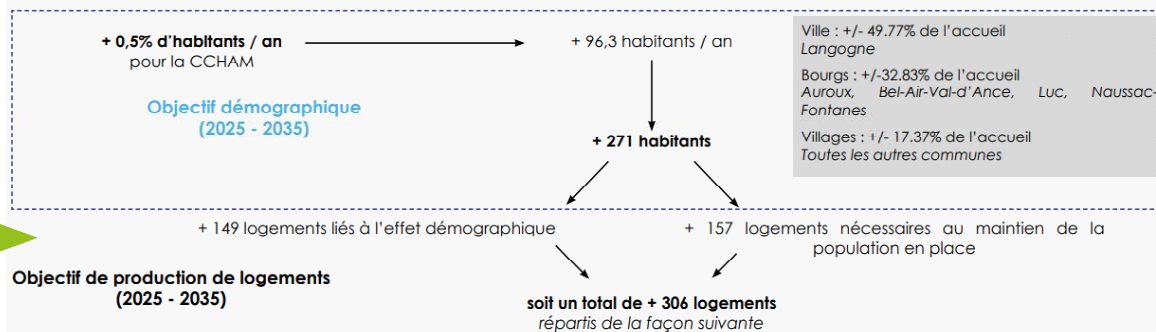 + 0,5% d'habitants / an
pour la CCHAM
+ 96,3 habitants / an
Ville : +/- 49.77% de l'accueil
Langogne
Bourgs : +/-32.83% de l'accueil
Auroux, Bel-Air-Val-d'Ance, Luc, Naussac-
Fontanes
Villages : +/- 17.37% de l'accueil
Toutes les autres communes
Objectif démographique
(2025 - 2035)
+ 271 habitants
+ 149 logements liés à l'effet démographique
+ 157 logements nécessaires au maintien de la
population en place
Objectif de production de logements
(2025 - 2035)
soit un total de + 306 logements
répartis de la façon suivante